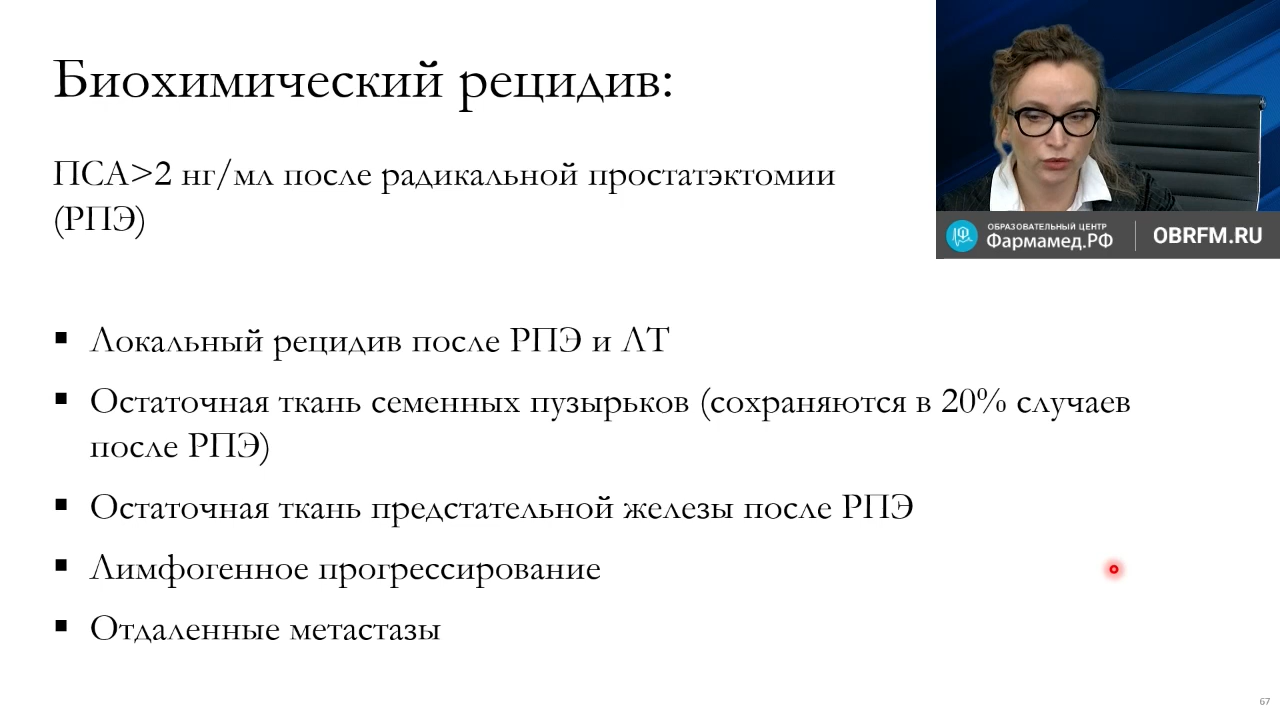 Биохимический рецидив:
ПСА>2 нг/мл после радикальной простатэктомии
(РПЭ)
ОБРАЗОВАТЕЛЬНЫЙ ЦЕНТР
Фармамед.РФ
OBRFM.RU
▪ Локальный рецидив после РПЭ и ЛТ
▪ Остаточная ткань семенных пузырьков (сохраняются в 20% случаев
после РПЭ)
▪ Остаточная ткань предстательной железы после РПЭ
▪ Лимфогенное прогрессирование
▪ Отдаленные метастазы
67